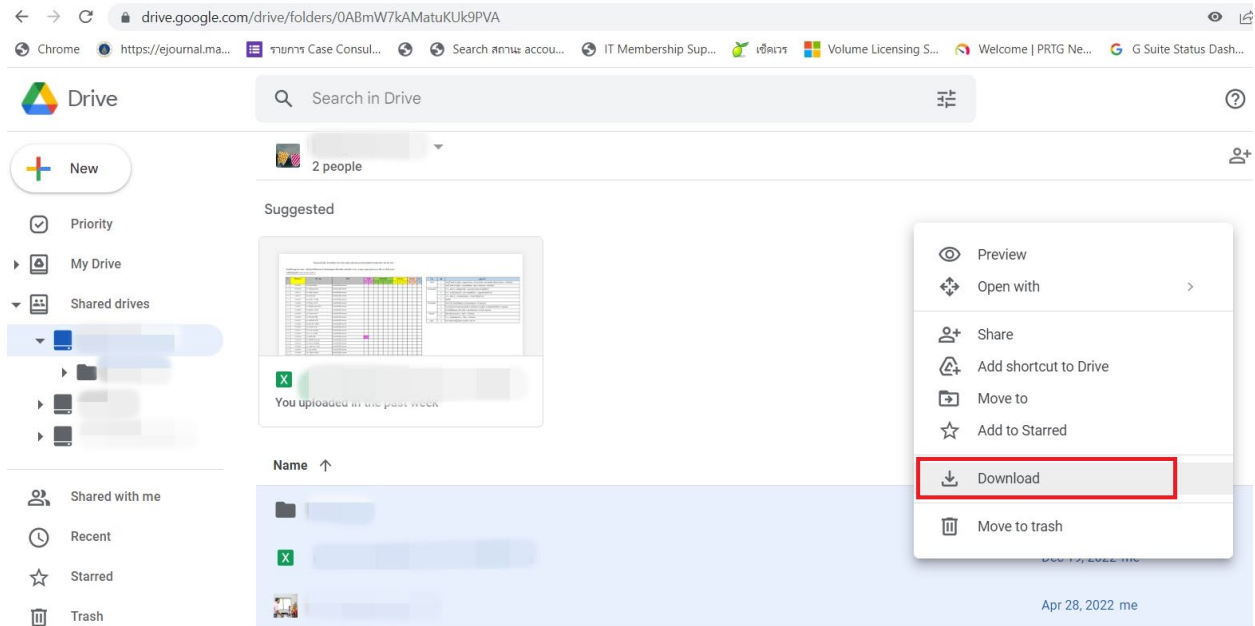 drive.google.com/drive/folders/0ABmW7kAMatuKUk9PVA
Chrome https://ejournal.ma... รายการ Case Consul... Search สถานะ accou... IT Membership Sup... เช็คเวร Volume Licensing S... Welcome | PRTG Ne... G Suite Status Dash...
Drive
Search in Drive
New
2 people
Priority
My Drive
Shared drives
Shared with me
Recent
Starred
Trash
Suggested
X
You uploaded in the past week
Name
X
Dec 19, 2022 me
Apr 28, 2022 me
Preview
Open with
Share
Add shortcut to Drive
Move to
Add to Starred
Download
Move to trash